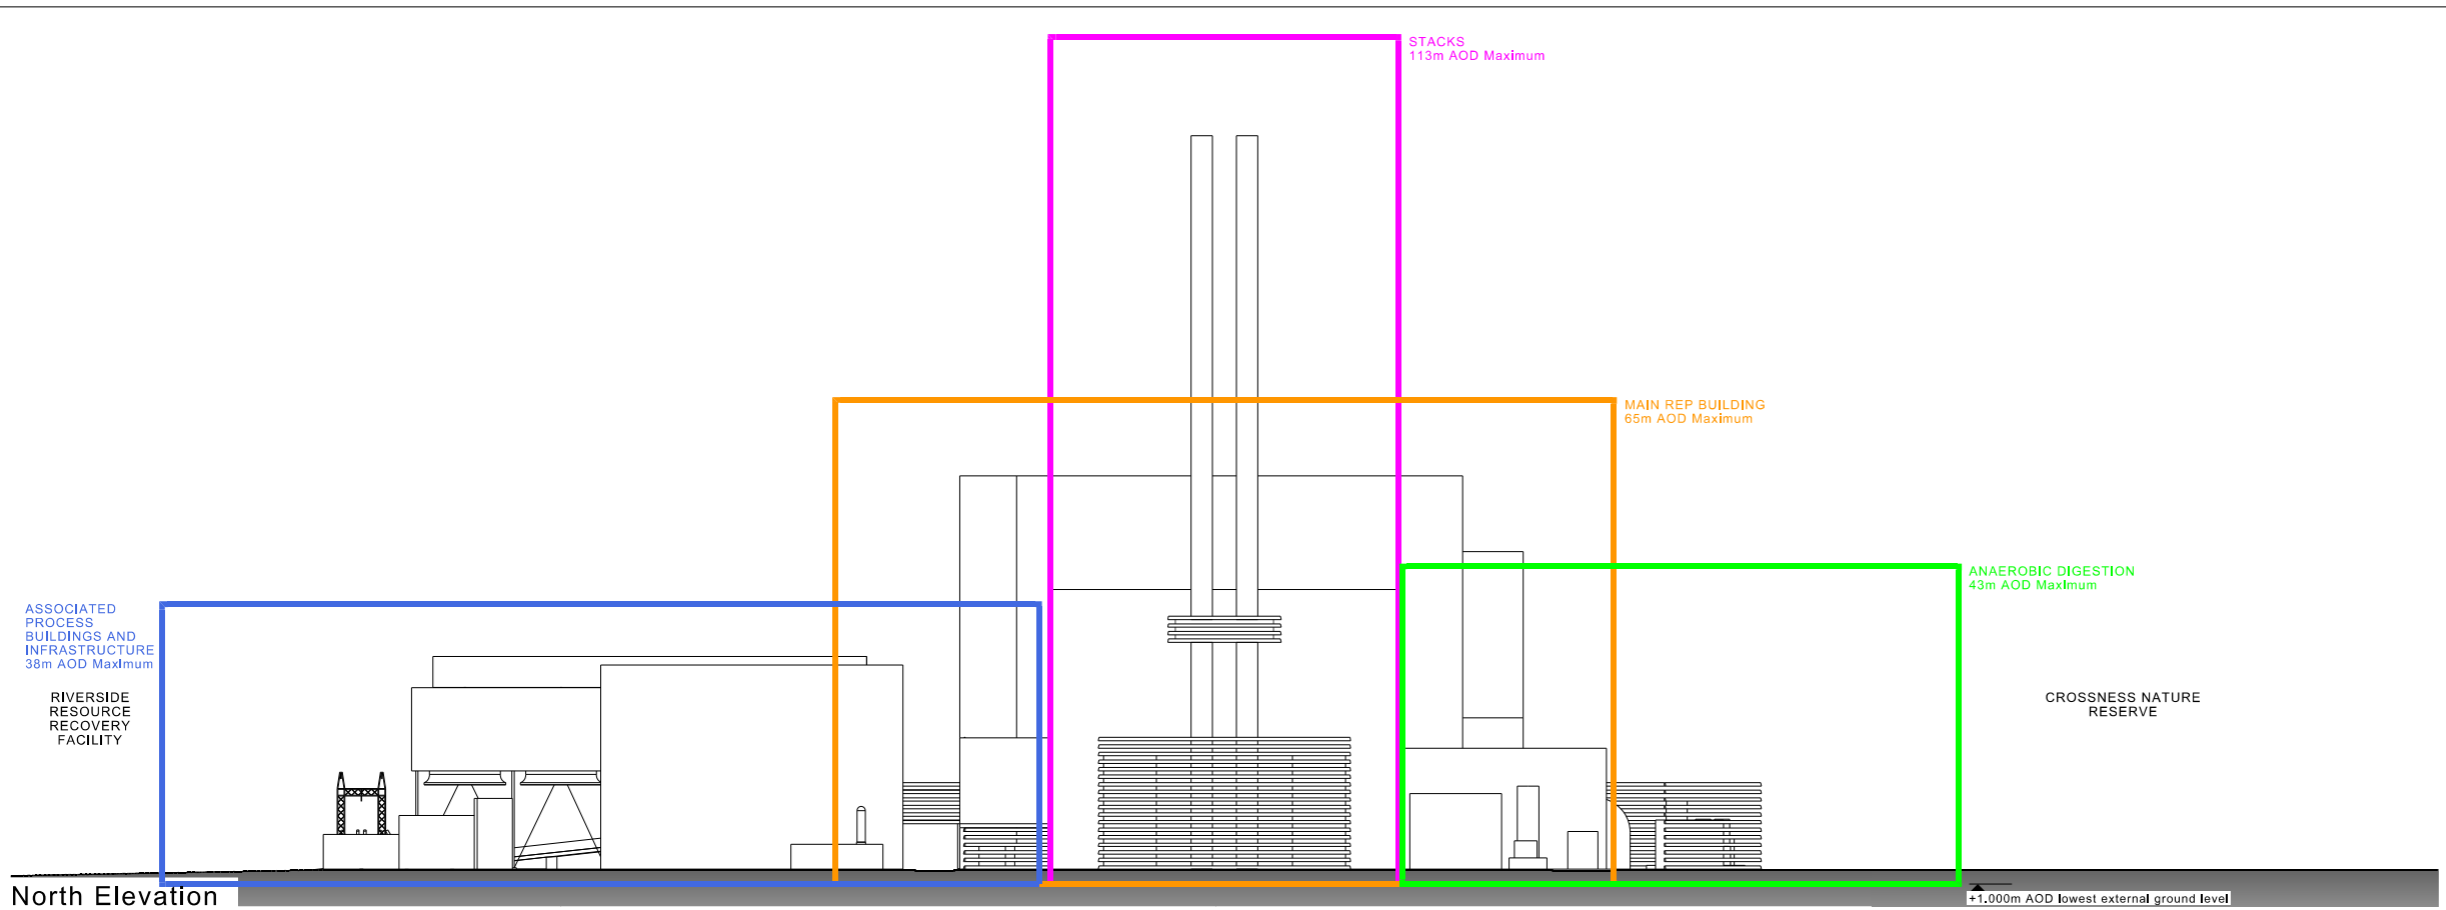 STACKS
113m AOD Maximum
MAIN REP BUILDING
65m AOD Maximum
ANAEROBIC DIGESTION
43m AOD Maximum
ASSOCIATED
PROCESS
BUILDINGS AND
INFRASTRUCTURE
38m AOD Maximum
RIVERSIDE
RESOURCE
RECOVERY
FACILITY
CROSSNESS NATURE
RESERVE
North Elevation
+1.000m AOD lowest external ground level